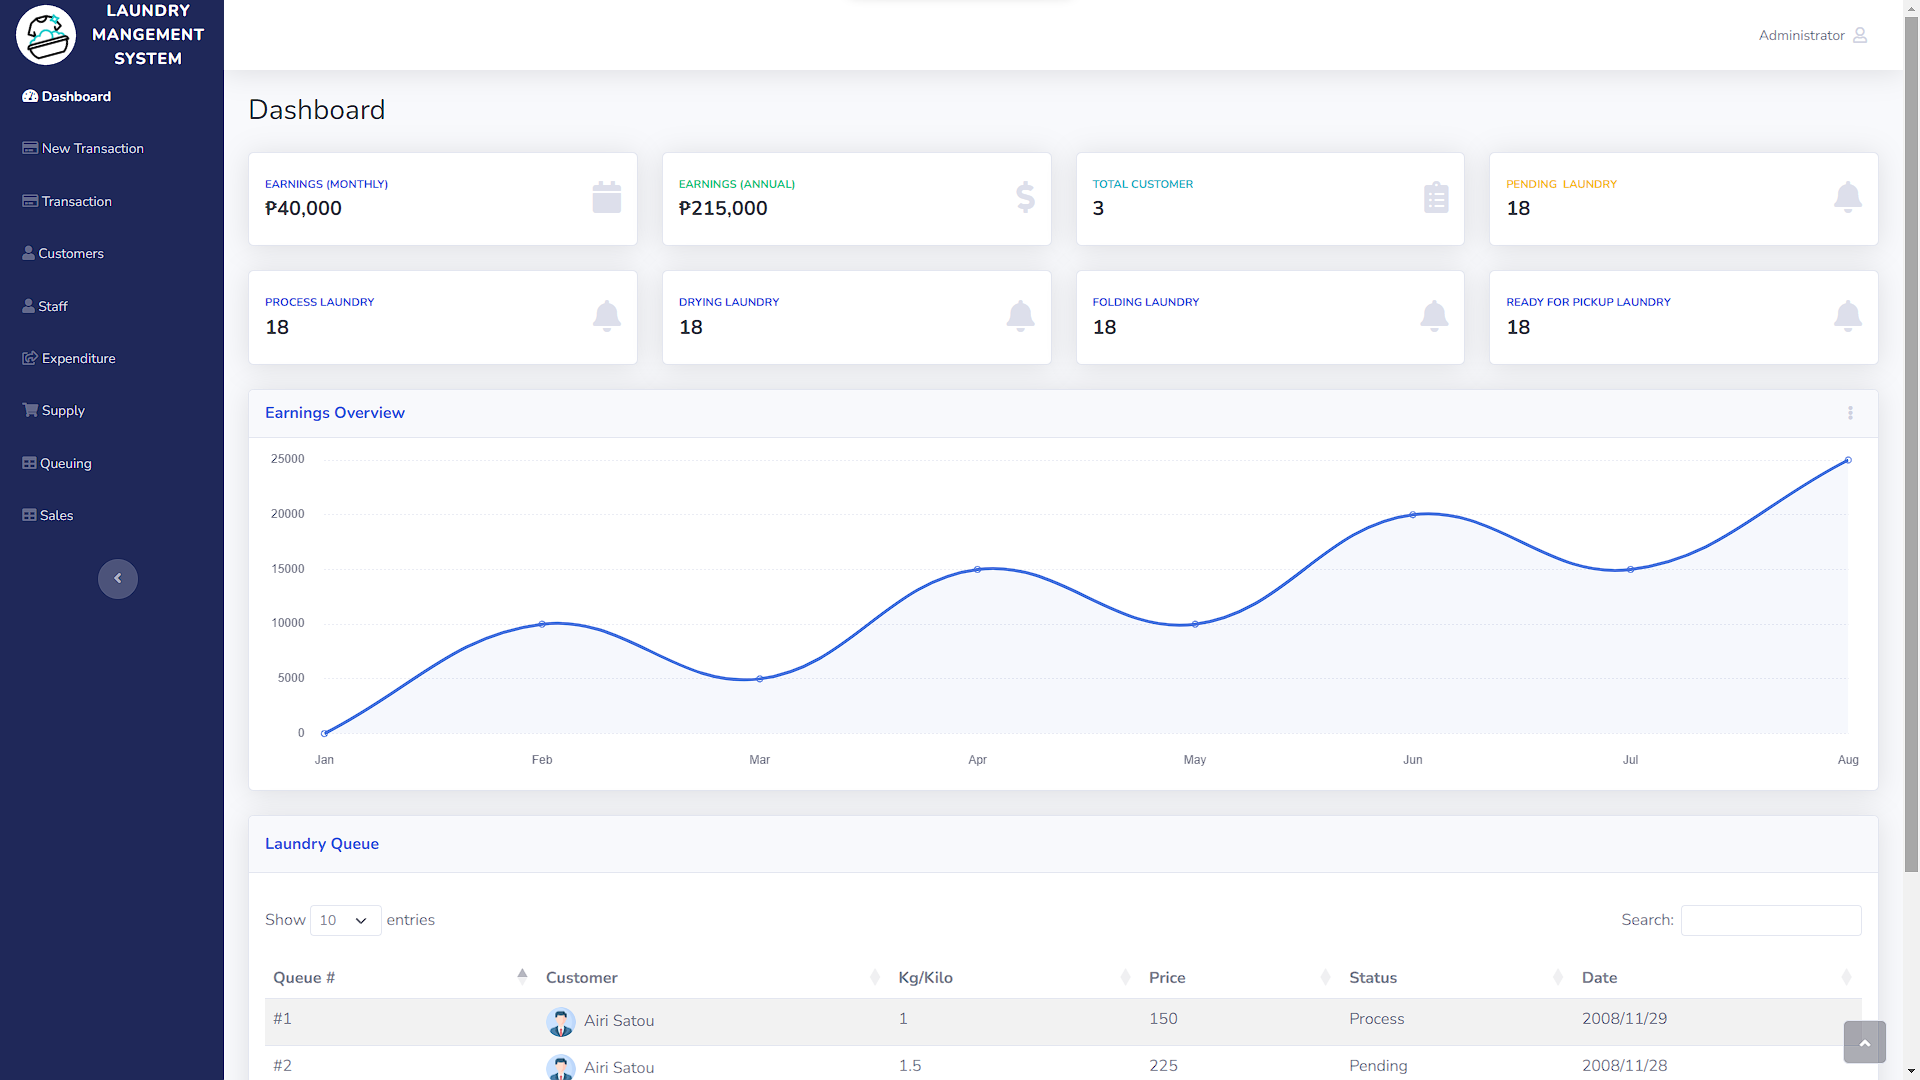 LAUNDRY
MANGEMENT
SYSTEM
Administrator
Dashboard
New Transaction
Transaction
Customers
Staff
Expenditure
Supply
Queuing
Sales
Dashboard
EARNINGS (MONTHLY)
₱40,000
EARNINGS (ANNUAL)
₱215,000
TOTAL CUSTOMER
3
PENDING LAUNDRY
18
PROCESS LAUNDRY
18
DRYING LAUNDRY
18
FOLDING LAUNDRY
18
READY FOR PICKUP LAUNDRY
18
Earnings Overview
25000
20000
15000
10000
5000
0
Jan Feb Mar Apr May Jun Jul Aug
Laundry Queue
Show 10 entries
Search:
Queue # Customer Kg/Kilo Price Status Date
#1 Airi Satou 1 150 Process 2008/11/29
#2 Airi Satou 1.5 225 Pending 2008/11/28